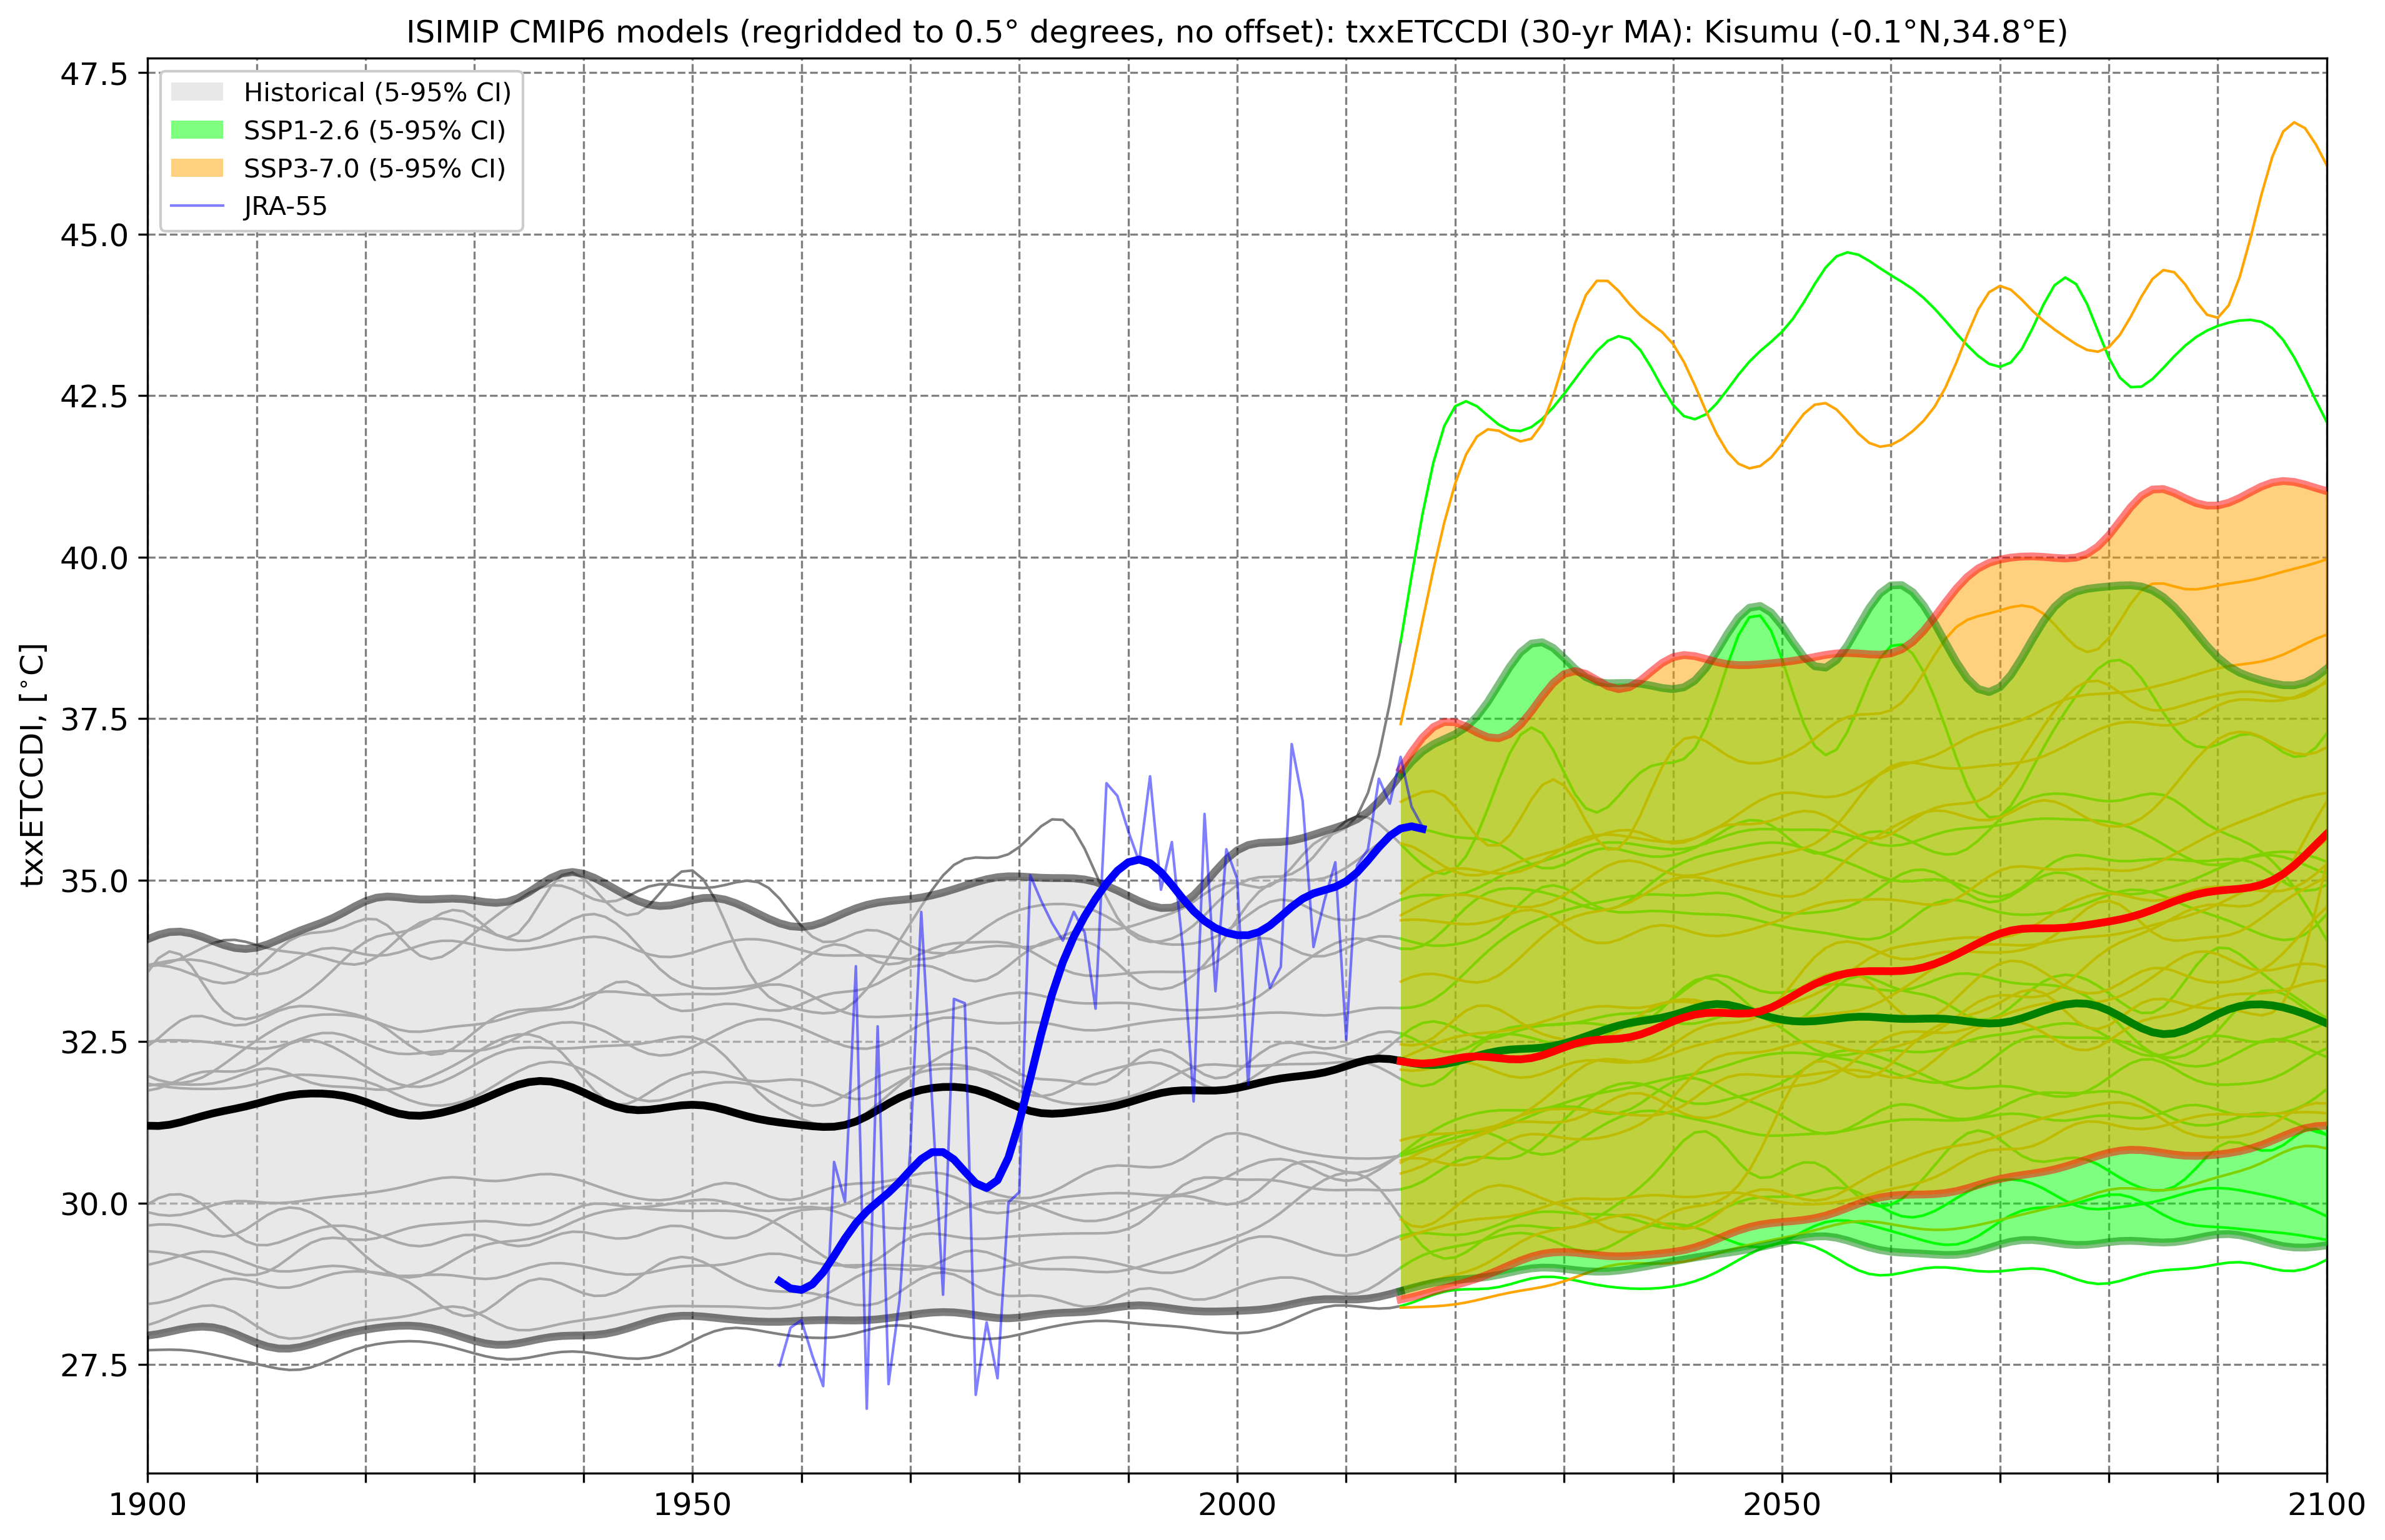 ISIMIP CMIP6 models (regridded to 0.5° degrees, no offset): txxETCCDI (30-yr MA): Kisumu (-0.1°N,34.8°E)
47.5
45.0
42.5
40.0
37.5
35.0
32.5
30.0
27.5
txxETCCDI, [°C]
Historical (5-95% CI)
SSP1-2.6 (5-95% CI)
SSP3-7.0 (5-95% CI)
JRA-55
1900 1950 2000 2050 2100